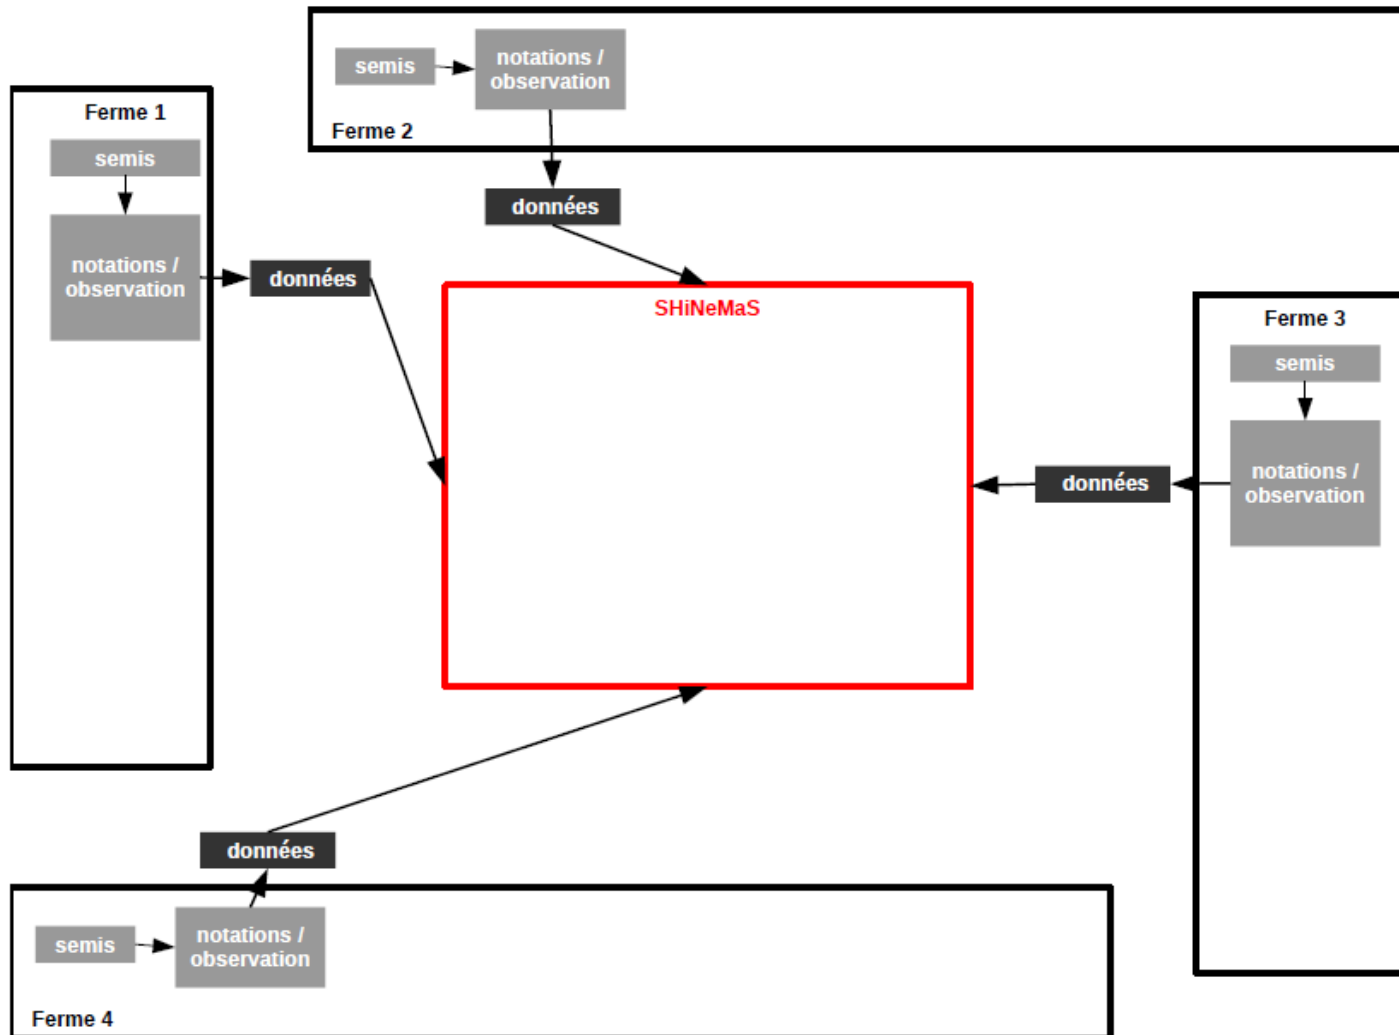 Ferme 1
semis
notations /
observation
données
semis
notations /
observation
Ferme 2
données
SHiNeMaS
Ferme 3
semis
notations /
observation
données
données
semis
notations /
observation
Ferme 4